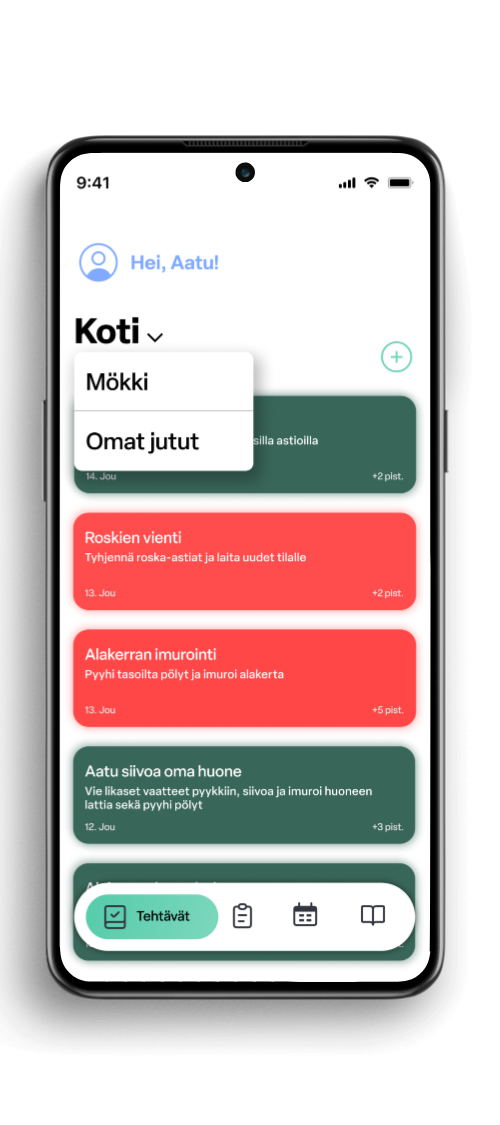 9:41
Hei, Aatu!
Koti
Mökki
Omat jutut
silla astioilla
14. Jou
+2 pist.
Roskien vienti
Tyhjennä roska-astiat ja laita uudet tilalle
13. Jou
+2 pist.
Alakerran imurointi
Pyyhi tasoilta pölyt ja imuroi alakerta
13. Jou
+5 pist.
Aatu siivoa oma huone
Vie likaset vaatteet pyykkiin, siivoa ja imuroi huoneen
lattia sekä pyyhi pölyt
12. Jou
+3 pist.
Tehtävät